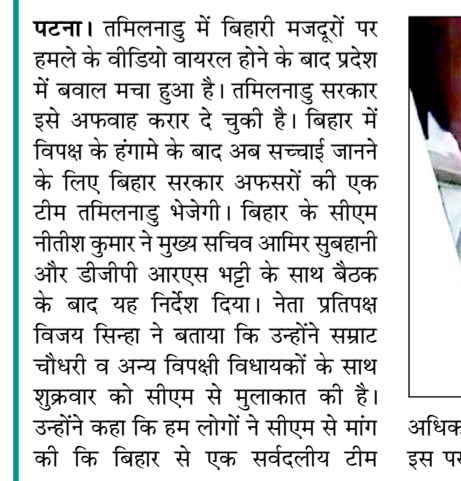 पटना। तमिलनाडु में बिहारी मजदूरों पर
हमले के वीडियो वायरल होने के बाद प्रदेश
में बवाल मचा हुआ है। तमिलनाडु सरकार
इसे अफवाह करार दे चुकी है। बिहार में
विपक्ष के हंगामे के बाद अब सच्चाई जानने
के लिए बिहार सरकार अफसरों की एक
टीम तमिलनाडु भेजेगी। बिहार के सीएम
नीतीश कुमार ने मुख्य सचिव आमिर सुबहानी
और डीजीपी आरएस भट्टी के साथ बैठक
के बाद यह निर्देश दिया। नेता प्रतिपक्ष
विजय सिन्हा ने बताया कि उन्होंने सम्राट
चौधरी व अन्य विपक्षी विधायकों के साथ
शुक्रवार को सीएम से मुलाकात की है।
उन्होंने कहा कि हम लोगों ने सीएम से मांग
की कि बिहार से एक सर्वदलीय टीम
अधिक
इस